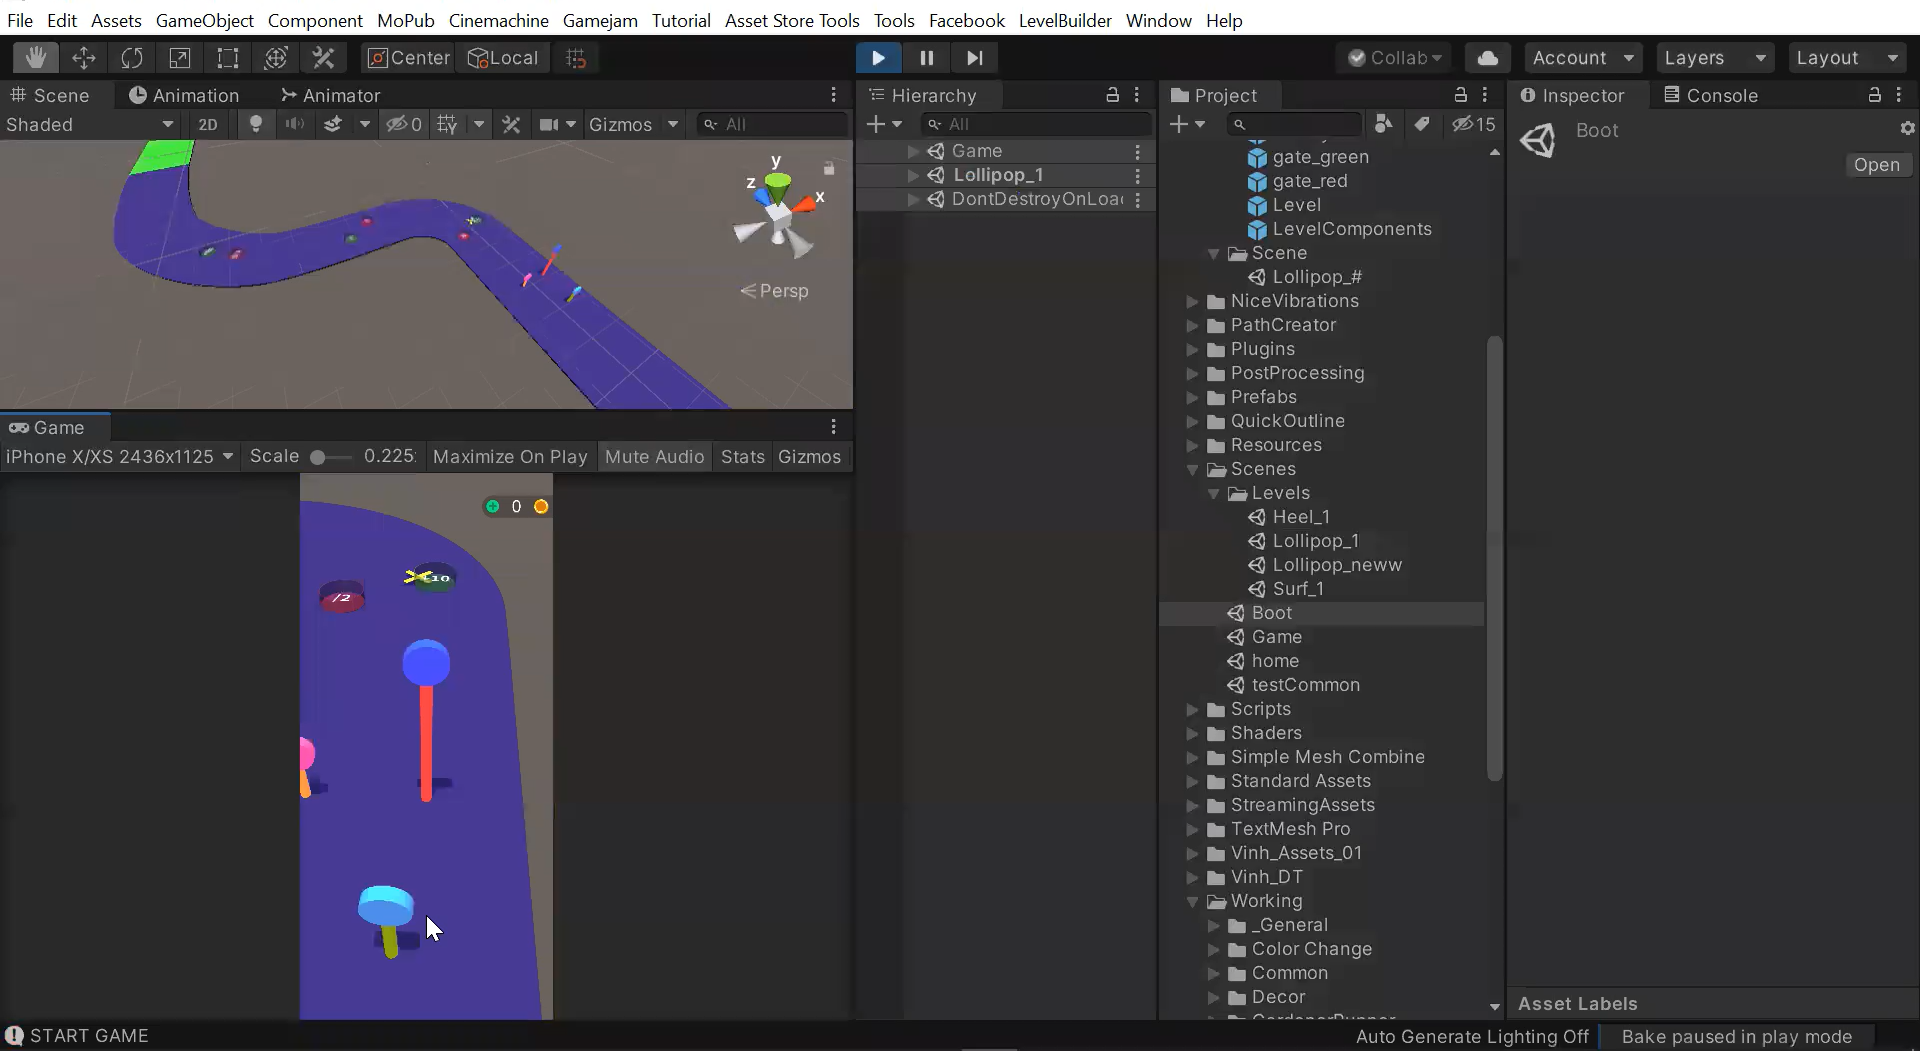 File Edit Assets GameObject Component MoPub Cinemachine Gamejam Tutorial Asset Store Tools Tools Facebook LevelBuilder Window Help
Center Local Collab Account Layers Layout
Scene Animation Animator
Shaded 2D 0 Gizmos All
y
z x
Persp
Game
iPhone X/XS 2436x1125 Scale 0.225 Maximize On Play Mute Audio Stats Gizmos
0
/2
10
Hierarchy
All
Game
Lollipop_1
DontDestroyOnLoa
Project
15
gate_green
gate_red
Level
LevelComponents
Scene
Lollipop_#
NiceVibrations
PathCreator
Plugins
PostProcessing
Prefabs
QuickOutline
Resources
Scenes
Levels
Heel_1
Lollipop_1
Lollipop_neww
Surf_1
Boot
Game
home
testCommon
Scripts
Shaders
Simple Mesh Combine
Standard Assets
StreamingAssets
TextMesh Pro
Vinh_Assets_01
Vinh_DT
Working
_General
Color Change
Common
Decor
Inspector Console
Boot
Open
Asset Labels
START GAME
Auto Generate Lighting Off Bake paused in play mode